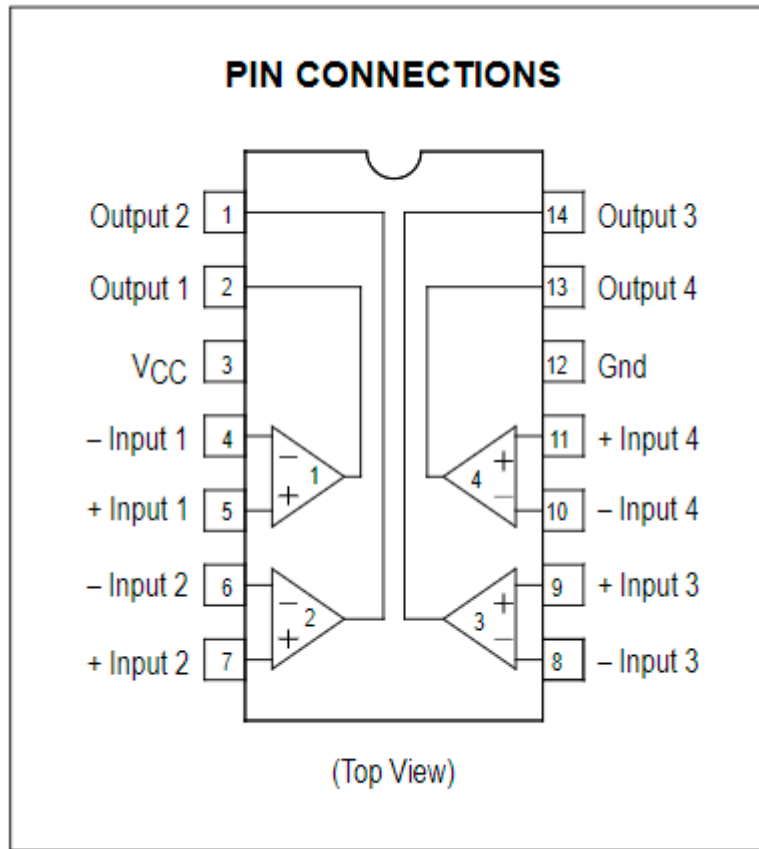 PIN CONNECTIONS
Output 2 1 14 Output 3
Output 1 2 13 Output 4
VCC 3 12 Gnd
– Input 1 4 11 + Input 4
– + 1 4 + –
+ Input 1 5 10 – Input 4
– Input 2 6 9 + Input 3
– + 2 3 + –
+ Input 2 7 8 – Input 3
(Top View)